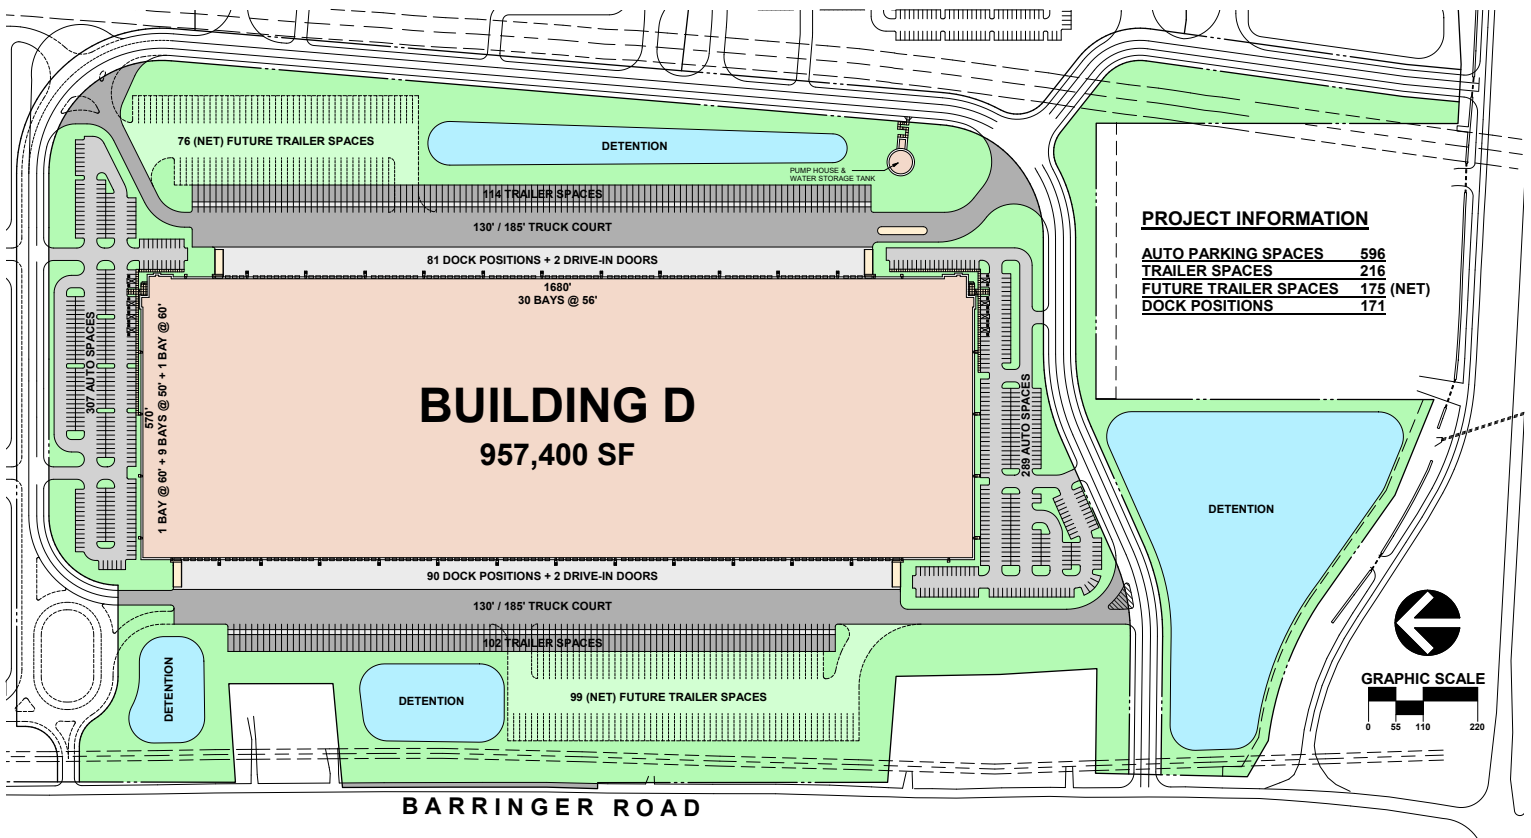 76 (NET) FUTURE TRAILER SPACES
DETENTION
PUMP HOUSE &
WATER STORAGE TANK
114 TRAILER SPACES
130' / 185' TRUCK COURT
81 DOCK POSITIONS + 2 DRIVE-IN DOORS
1680'
30 BAYS @ 56'
PROJECT INFORMATION
AUTO PARKING SPACES 596
TRAILER SPACES 216
FUTURE TRAILER SPACES 175 (NET)
DOCK POSITIONS 171
307 AUTO SPACES
570'
1 BAY @ 60' + 9 BAYS @ 50' + 1 BAY @ 60'
BUILDING D
957,400 SF
289 AUTO SPACES
DETENTION
90 DOCK POSITIONS + 2 DRIVE-IN DOORS
130' / 185' TRUCK COURT
102 TRAILER SPACES
DETENTION
DETENTION
99 (NET) FUTURE TRAILER SPACES
GRAPHIC SCALE
0 55 110 220
BARRINGER ROAD